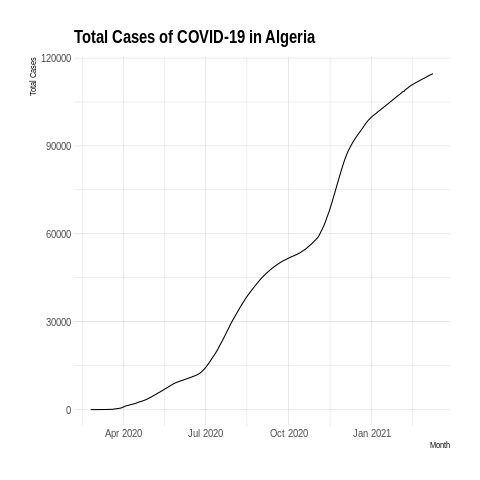 Total Cases of COVID-19 in Algeria
Total Cases
120000
90000
60000
30000
0
Apr 2020
Jul 2020
Oct 2020
Jan 2021
Month